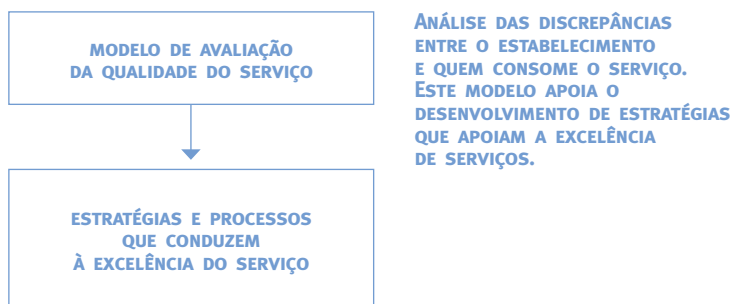 MODELO DE AVALIAÇÃO
DA QUALIDADE DO SERVIÇO
ANÁLISE DAS DISCREPÂNCIAS
ENTRE O ESTABELECIMENTO
E QUEM CONSOME O SERVIÇO.
ESTE MODELO APOIA O
DESENVOLVIMENTO DE ESTRATÉGIAS
QUE APOIAM A EXCELÊNCIA
DE SERVIÇOS.
ESTRATÉGIAS E PROCESSOS
QUE CONDUZEM
À EXCELÊNCIA DO SERVIÇO